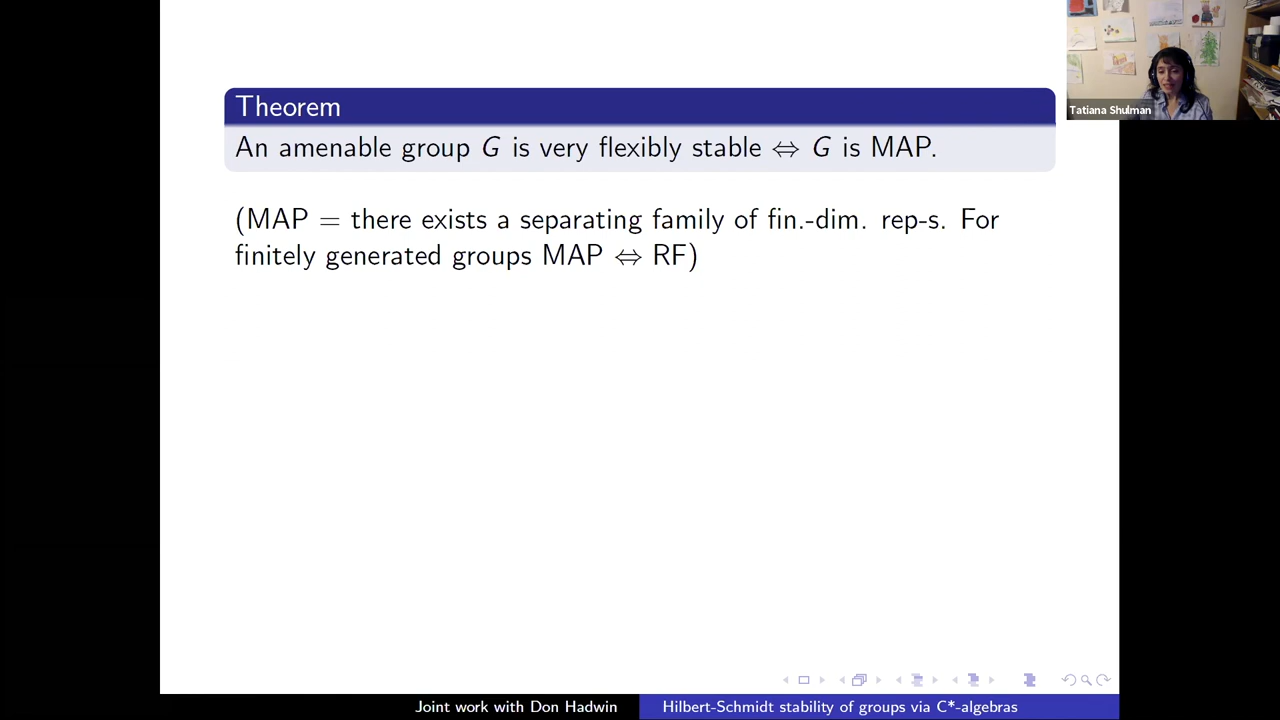 Theorem
An amenable group G is very flexibly stable ⇔ G is MAP.
(MAP = there exists a separating family of fin.-dim. rep-s. For
finitely generated groups MAP ⇔ RF)
Tatiana Shulman
Joint work with Don Hadwin
Hilbert-Schmidt stability of groups via C*-algebras